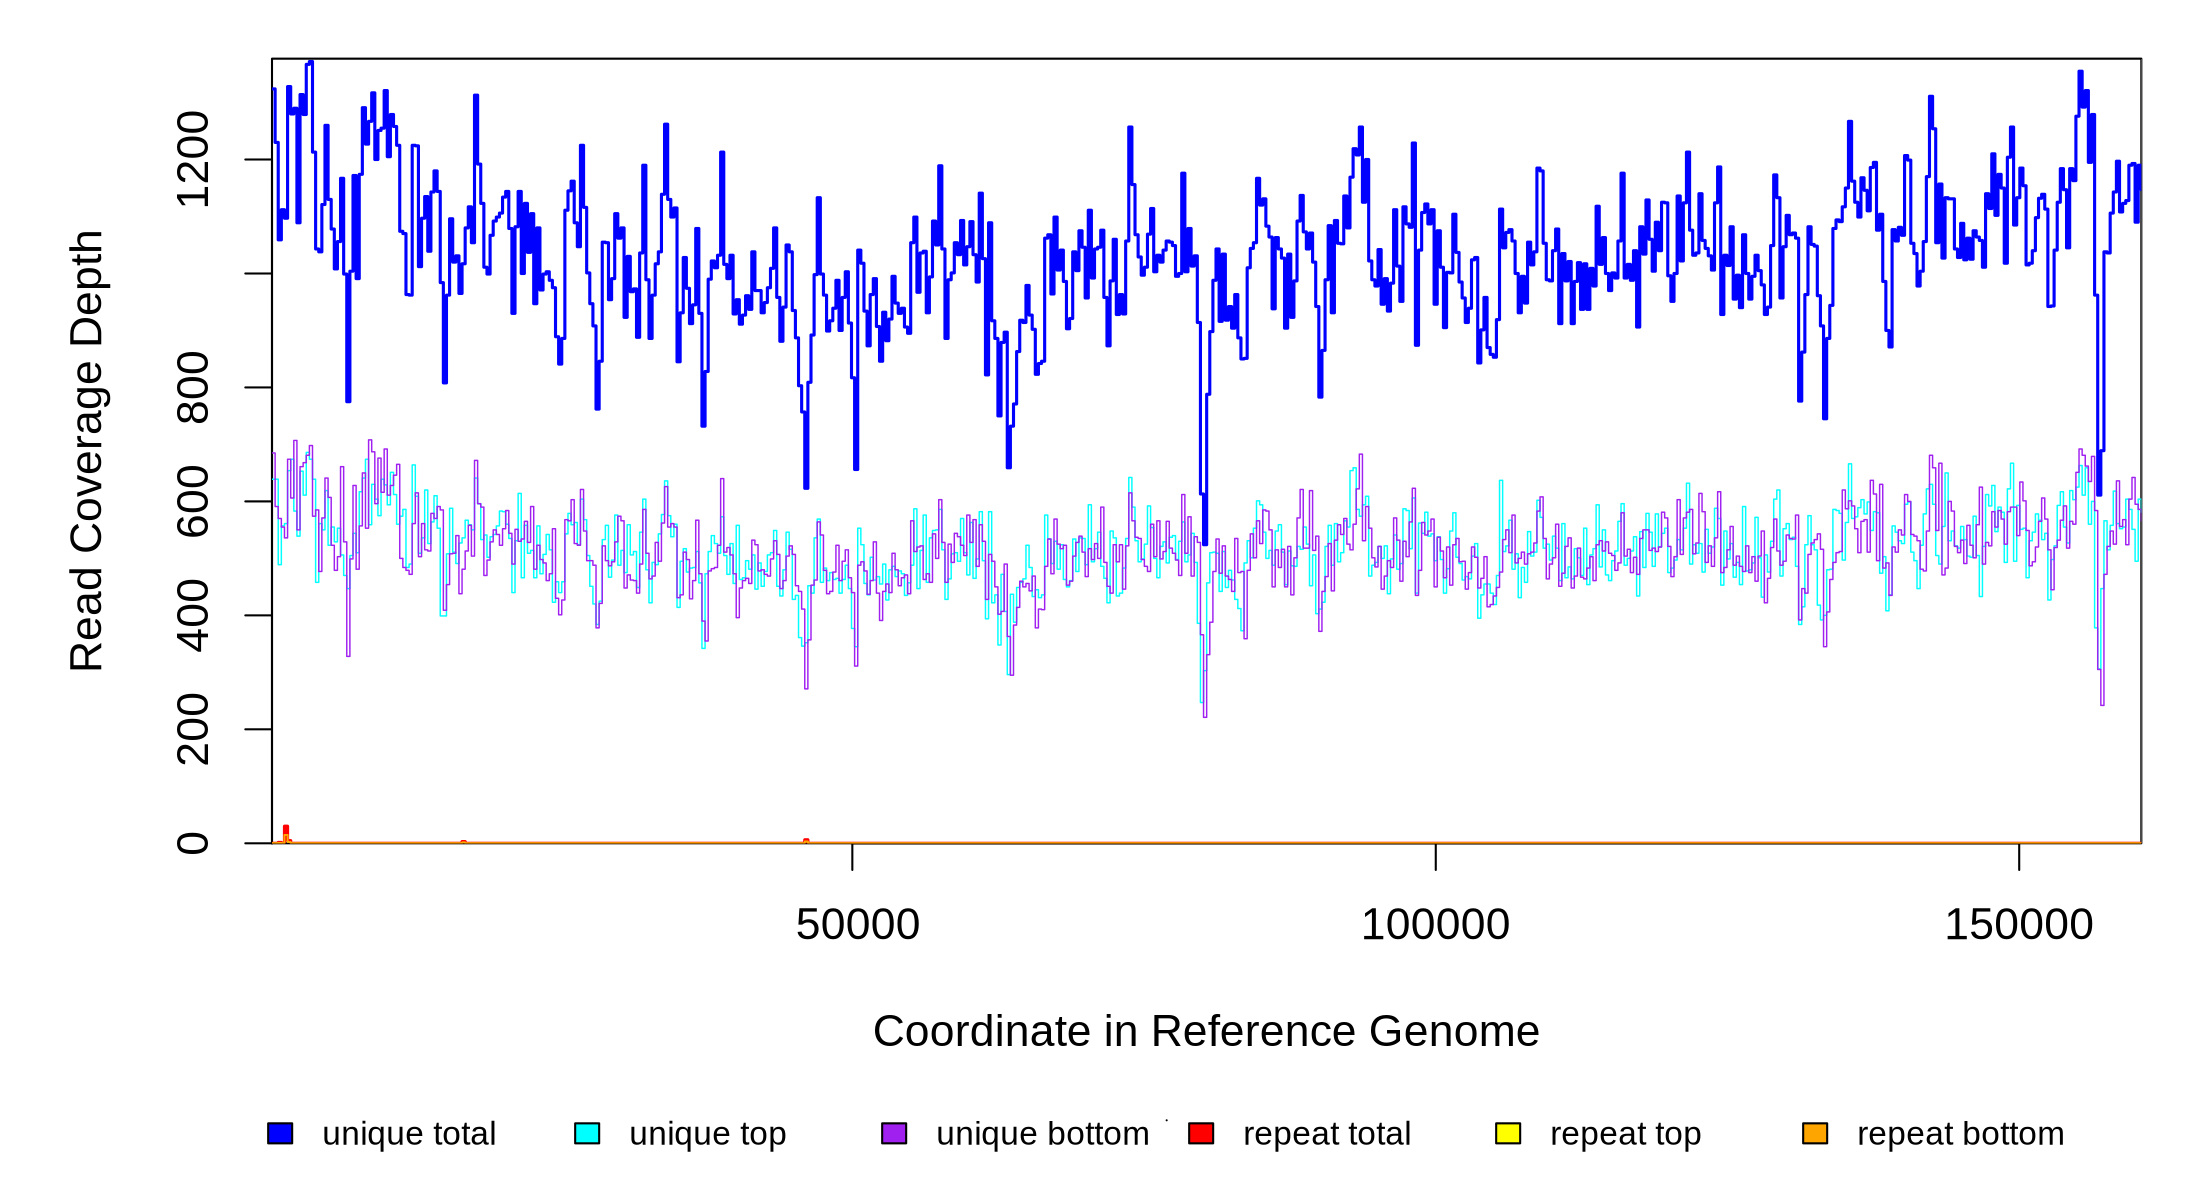 Read Coverage Depth
1200
800
600
400
200
0
50000 100000 150000
Coordinate in Reference Genome
unique total unique top unique bottom repeat total repeat top repeat bottom